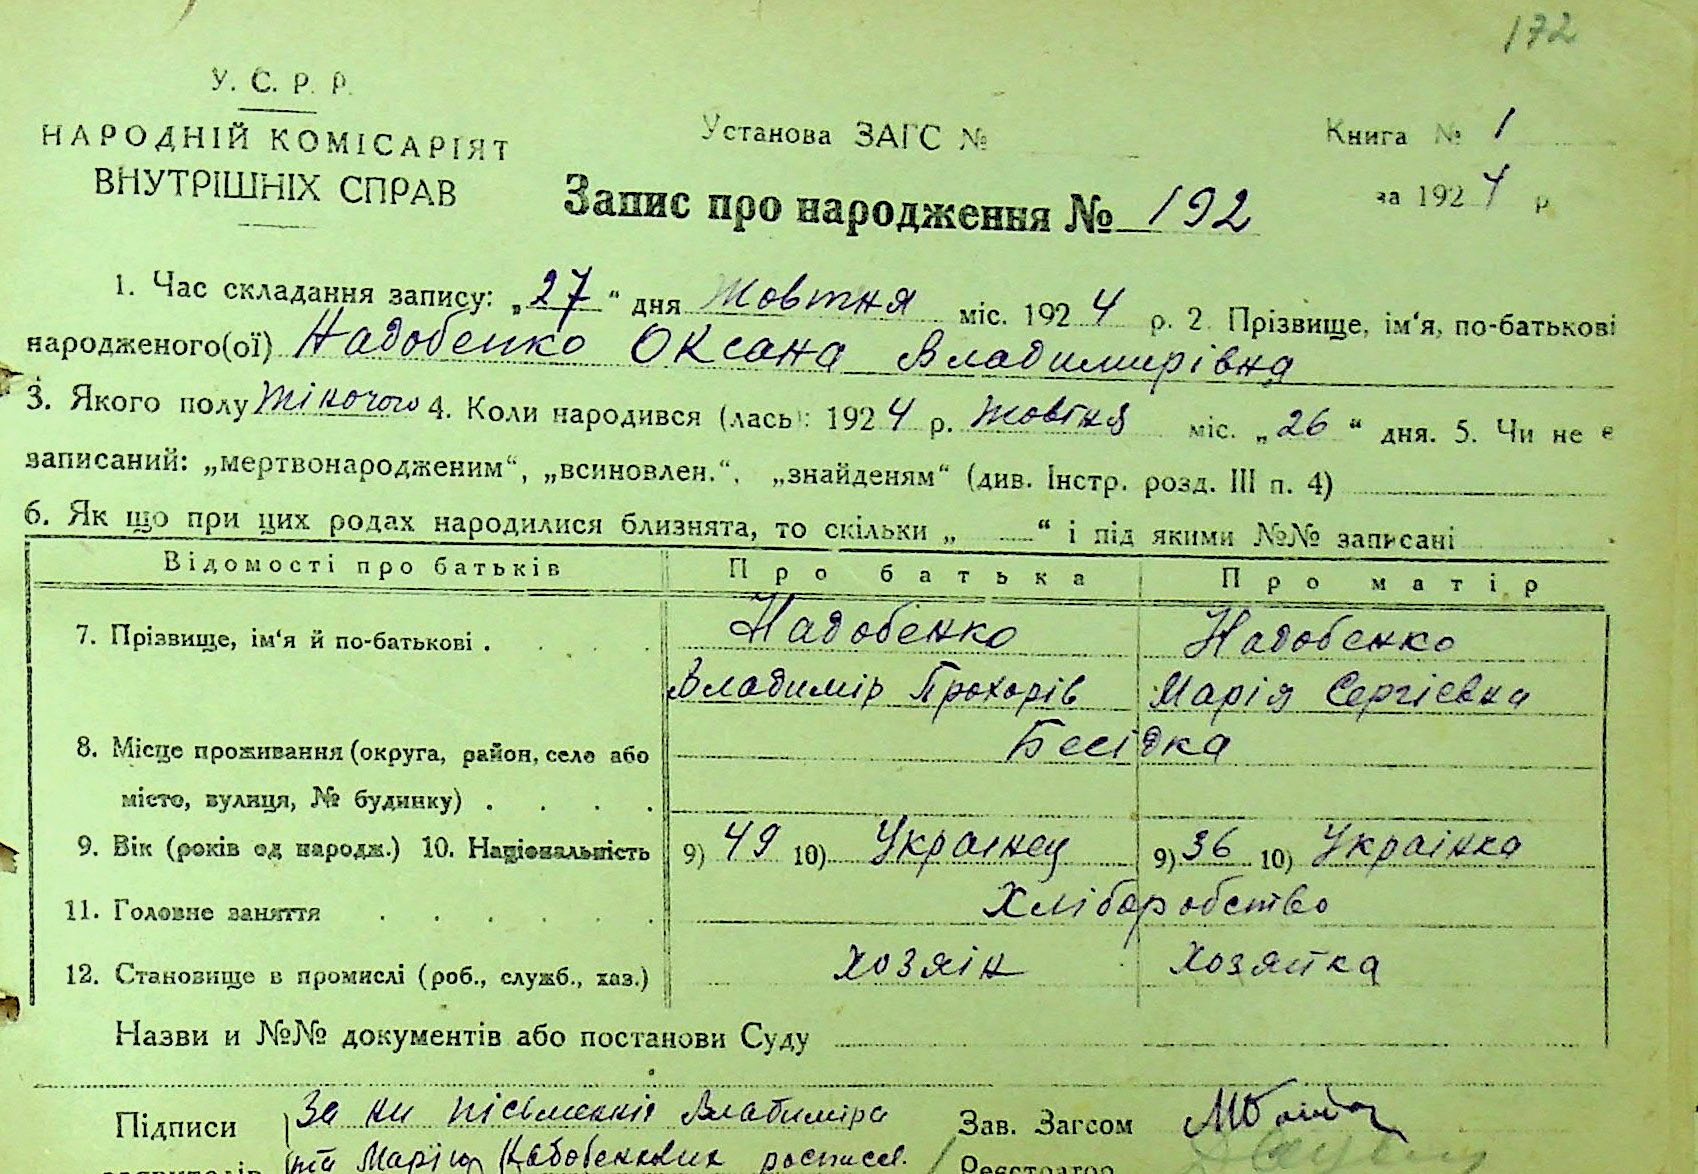 172
У. С. Р. Р.
НАРОДНІЙ КОМІСАРІЯТ
ВНУТРІШНІХ СПРАВ
Установа ЗАГС №
Книга № 1
за 1924 р
Запис про народження № 192
1. Час складання запису: „27“ дня Жовтня міс. 1924 р. 2. Прізвище, ім'я, по-батькові
народженого(ої) Надобенко Оксана Владимирівна
3. Якого полу жіночого 4. Коли народився (лась): 1924 р. Жовтня міс. „26“ дня. 5. Чи не є
записаний: „мертвонародженим“, „всиновлен.“, „знайденям“ (див. Інстр. розд. III п. 4)
6. Як що при цих родах народилися близнята, то скільки „ — “ і під якими №№ записані
Відомості про батьків Про батька Про матір
7. Прізвище, ім'я й по-батькові . Надобенко Надобенко
Владимір Прохорів Марія Сергієвна
8. Місце проживання (округа, район, село або Бесідка
місто, вулиця, № будинку) . . . .
9. Вік (років од народж.) 10. Національність 9) 49 10) Украінец 9) 36 10) Украінка
11. Головне заняття . . . . . . Хліборобство
12. Становище в промислі (роб., служб., хаз.) хозяін хозяйка
Назви и №№ документів або постанови Суду
Підписи За ни письменні Владиміра Зав. Загсом
та Марію Надобенкових росписся
Реєстратор